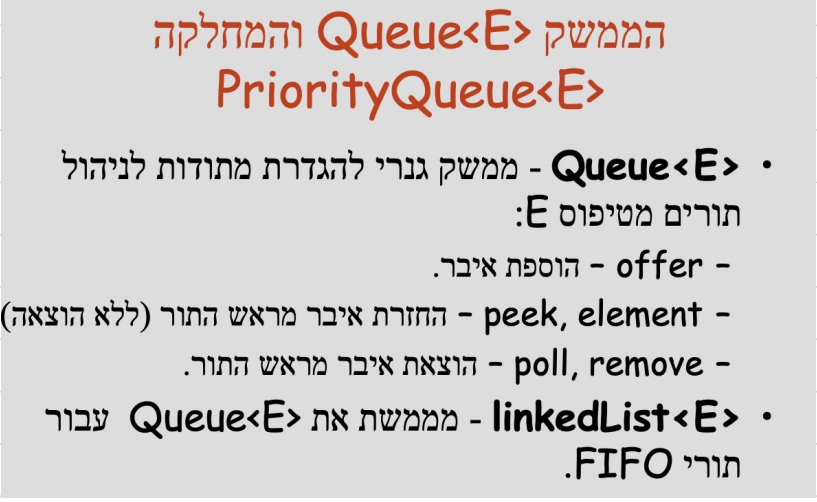 הממשק Queue<E> והמחלקה
PriorityQueue<E>
• Queue<E> - ממשק גנרי להגדרת מתודות לניהול
תורים מטיפוס E:
– offer – הוספת איבר.
– peek, element – החזרת איבר מראש התור (ללא הוצאה)
– poll, remove – הוצאת איבר מראש התור.
• linkedList<E> - מממשת את Queue<E> עבור
תורי FIFO.